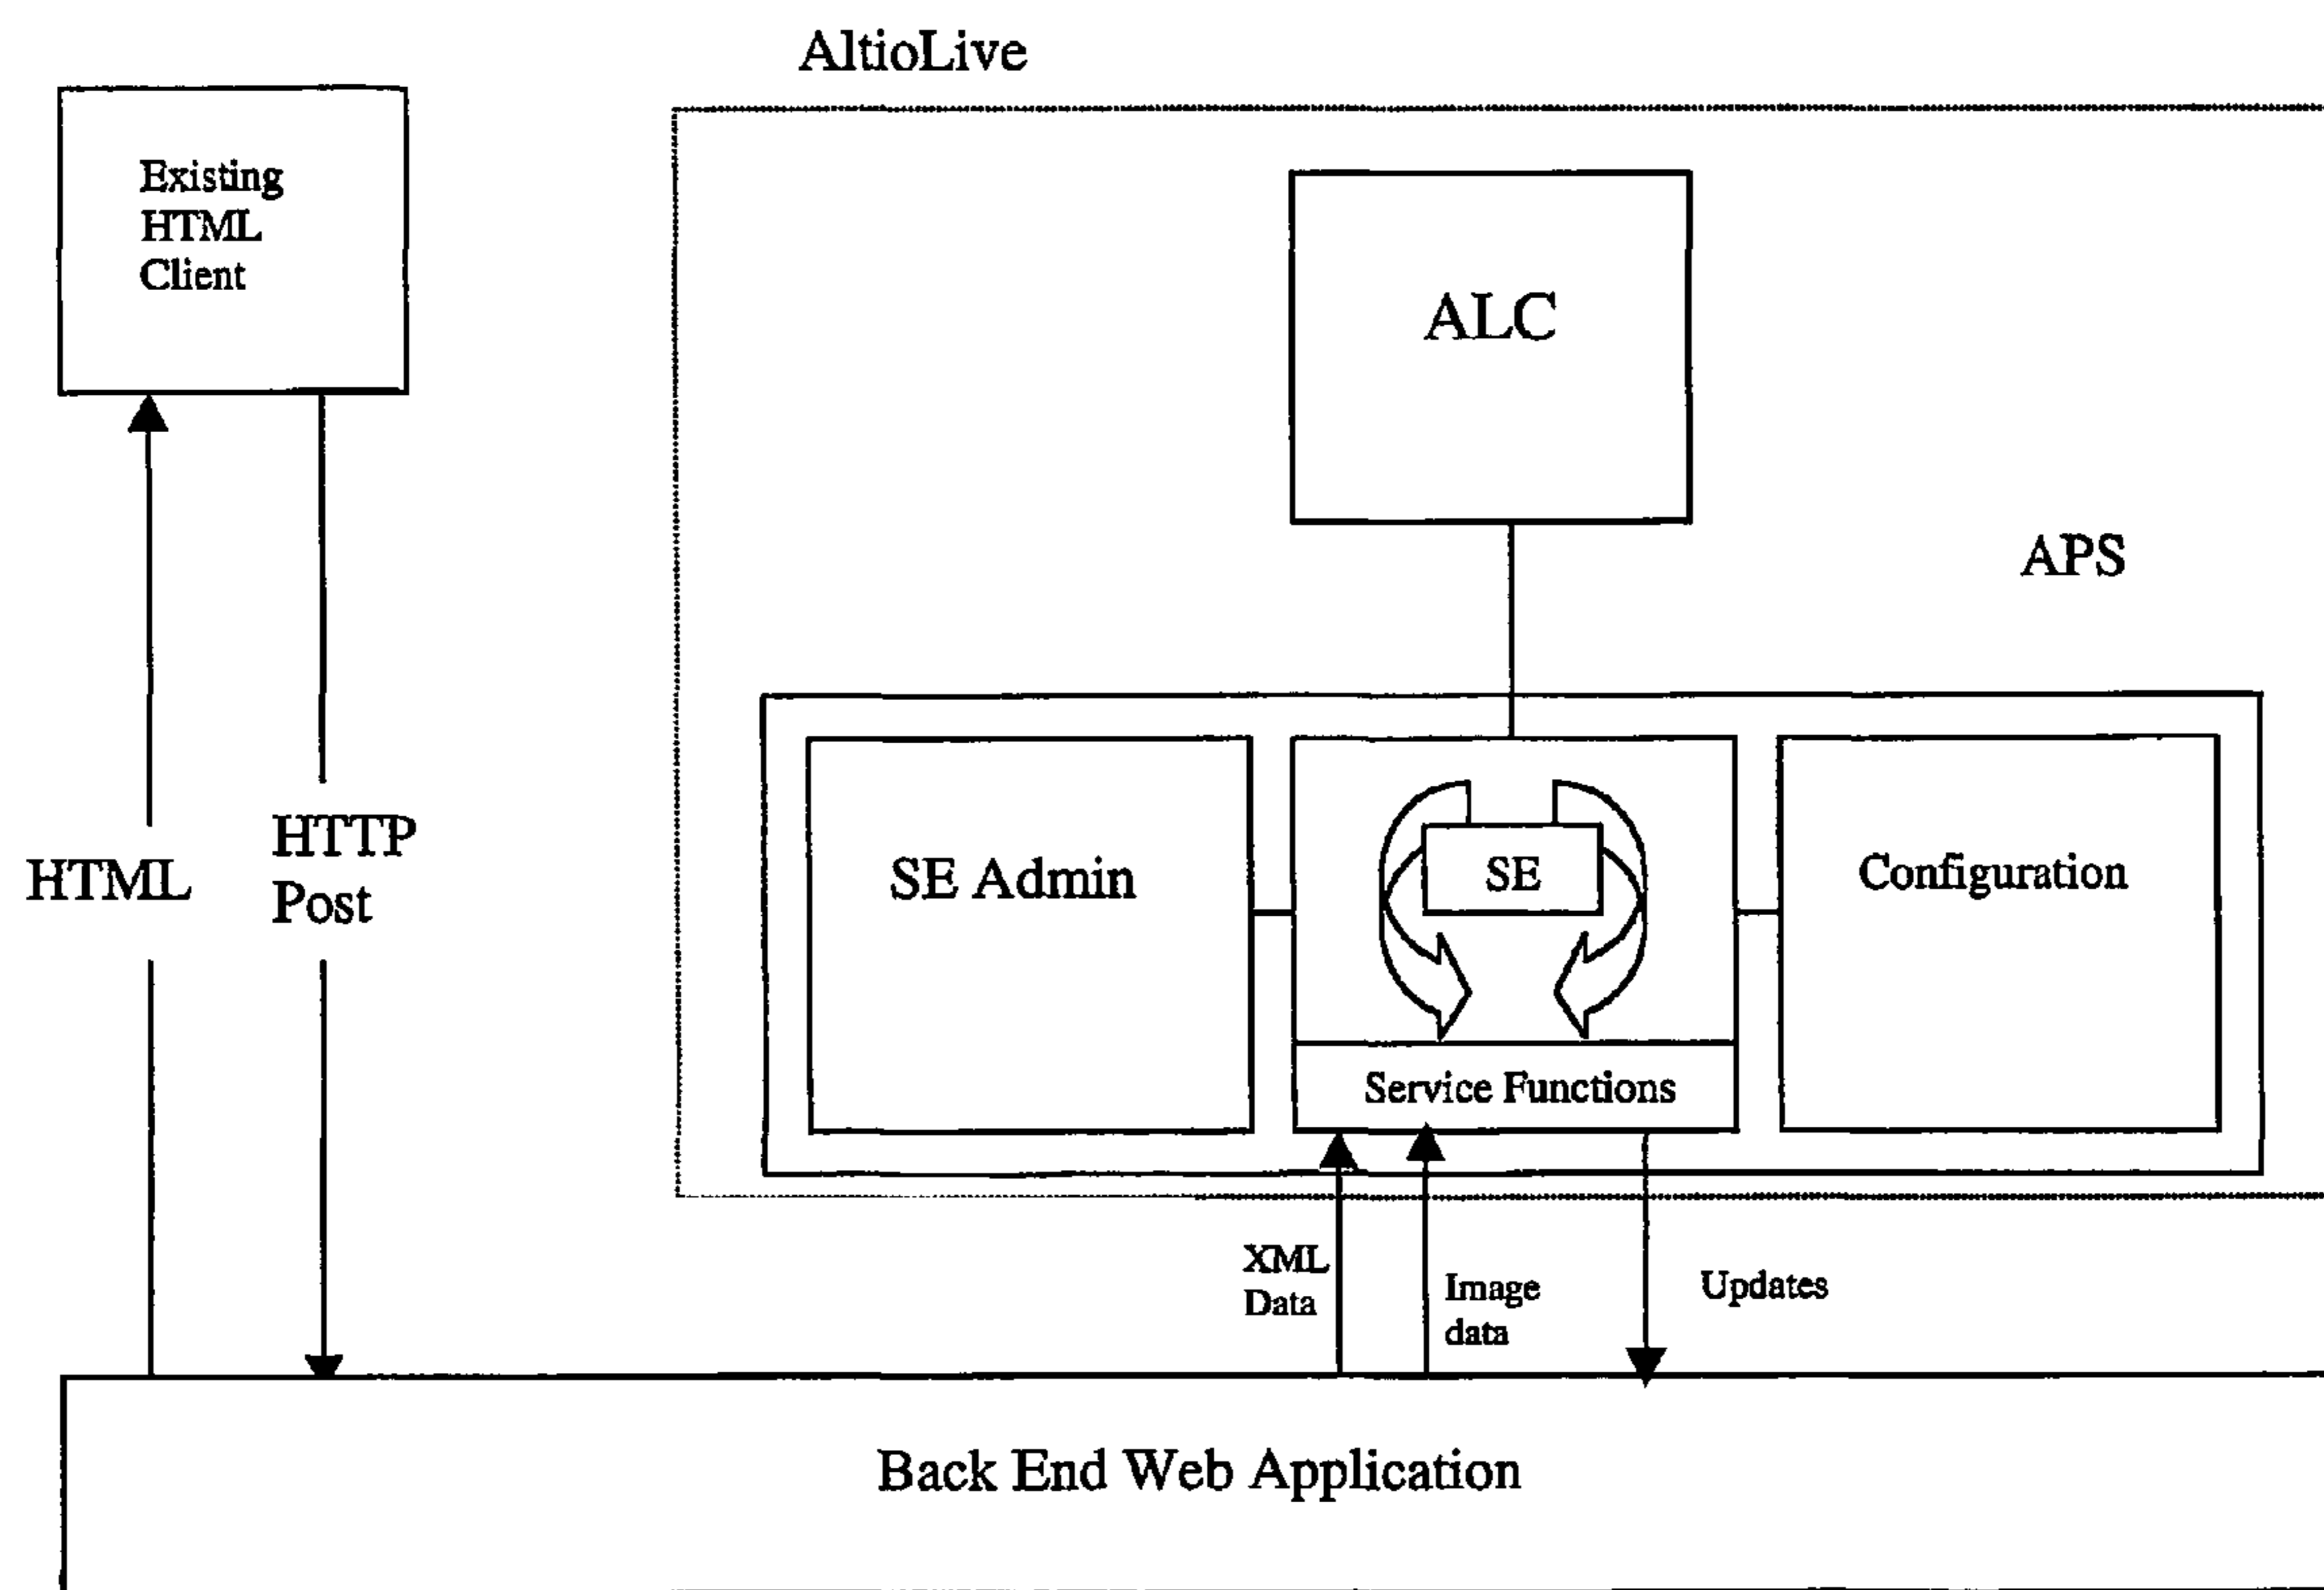 AltioLive
Existing
HTML
Client
ALC
APS
HTML
HTTP
Post
SE Admin
SE
Configuration
Service Functions
XML
Data
Image
data
Updates
Back End Web Application